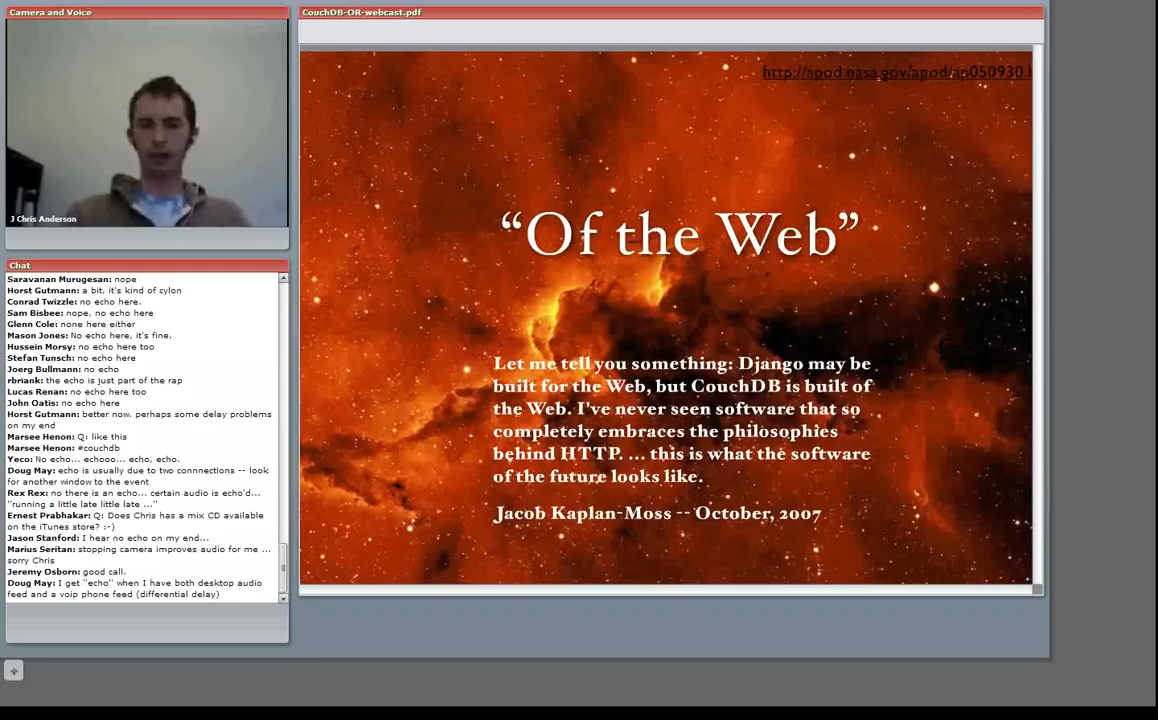 Camera and Voice
J Chris Anderson
Chat
Saravanan Murugesan: nope
Horst Gutmann: a bit, it's kind of cylon
Conrad Twizzle: no echo here.
Sam Bisbee: nope, no echo here
Glenn Cole: none here either
Mason Jones: No echo here, it's fine.
Hussein Morsy: no echo here too
Stefan Tunsch: no echo here
Joerg Bullmann: no echo
rbriank: the echo is just part of the rap
Lucas Renan: no echo here too
John Oatis: no echo here
Horst Gutmann: better now. perhaps some delay problems
on my end
Marsee Henon: Q: like this
Marsee Henon: #couchdb
Yeco: No echo... echooo... echo, echo.
Doug May: echo is usually due to two connnections -- look
for another window to the event
Rex Rex: no there is an echo... certain audio is echo'd...
"running a little late little late ..."
Ernest Prabhakar: Q: Does Chris has a mix CD available
on the iTunes store? :-)
Jason Stanford: I hear no echo on my end...
Marius Seritan: stopping camera improves audio for me ...
sorry Chris
Jeremy Osborn: good call.
Doug May: I get "echo" when I have both desktop audio
feed and a voip phone feed (differential delay)
CouchDB-OR-webcast.pdf
http://apod.nasa.gov/apod/ap050930.
“Of the Web”
Let me tell you something: Django may be
built for the Web, but CouchDB is built of
the Web. I've never seen software that so
completely embraces the philosophies
behind HTTP. ... this is what the software
of the future looks like.
Jacob Kaplan-Moss -- October, 2007